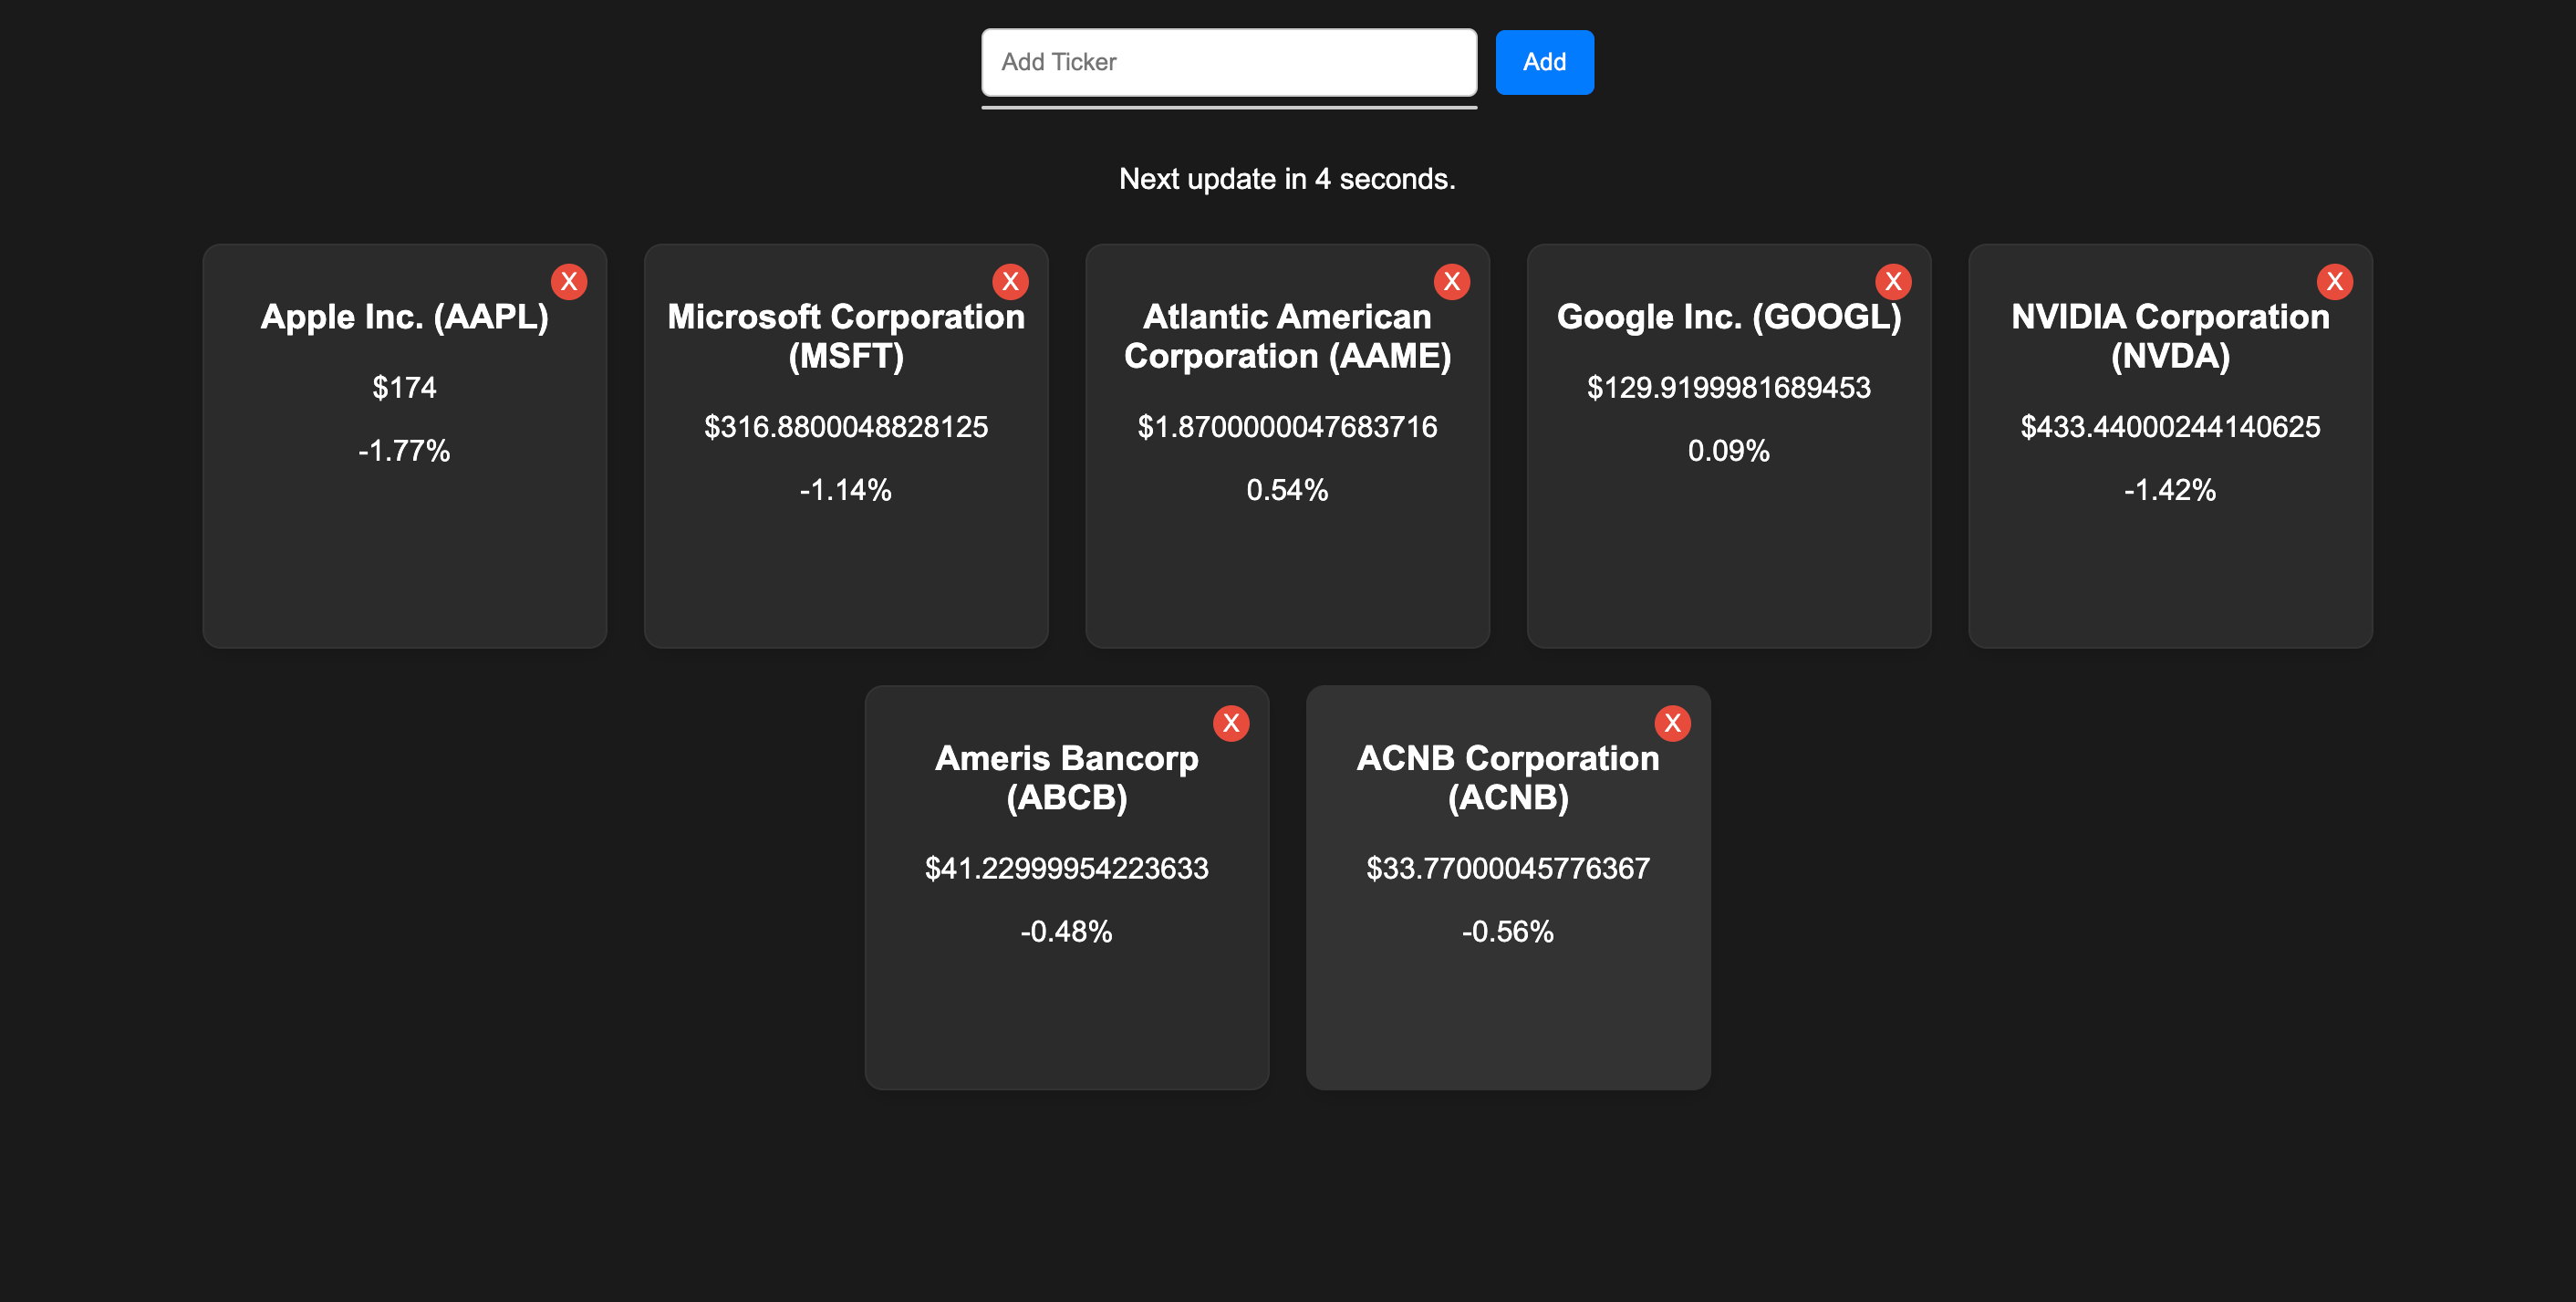 Add Ticker
Add
Next update in 4 seconds.
X
Apple Inc. (AAPL)
$174
-1.77%
X
Microsoft Corporation
(MSFT)
$316.8800048828125
-1.14%
X
Atlantic American
Corporation (AAME)
$1.8700000047683716
0.54%
X
Google Inc. (GOOGL)
$129.9199981689453
0.09%
X
NVIDIA Corporation
(NVDA)
$433.44000244140625
-1.42%
X
Ameris Bancorp
(ABCB)
$41.22999954223633
-0.48%
X
ACNB Corporation
(ACNB)
$33.77000045776367
-0.56%